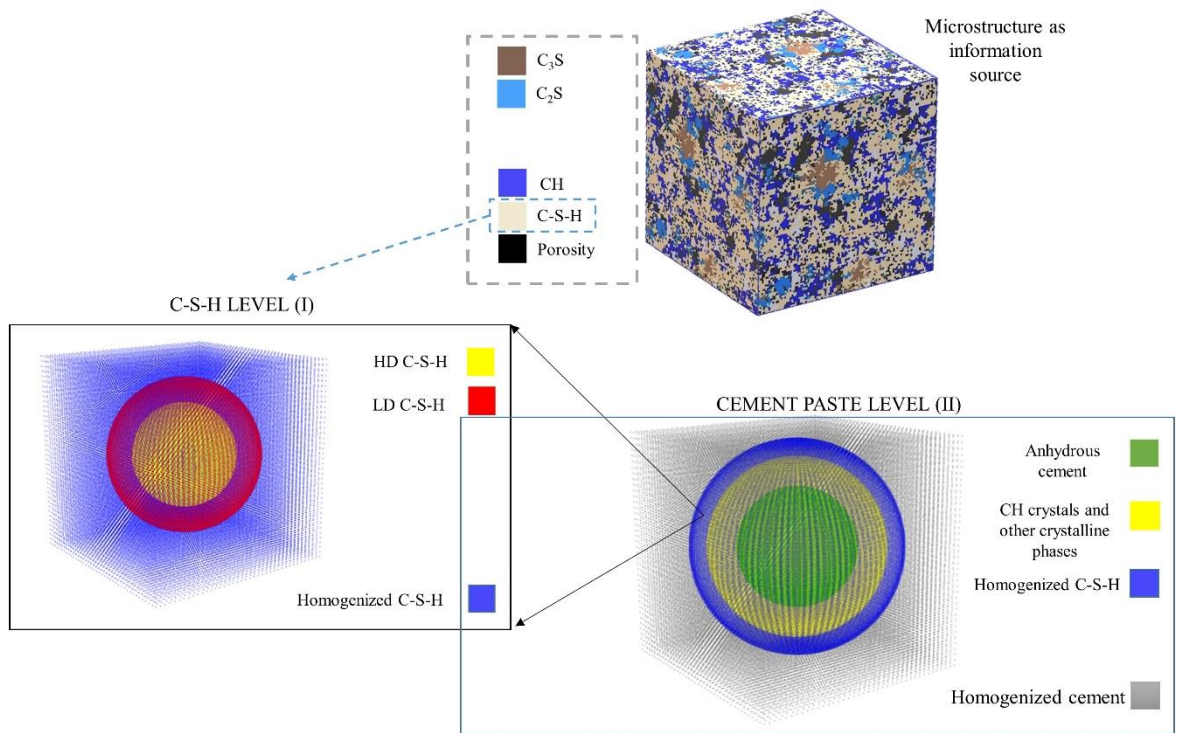 Microstructure as
information
source
C₃S
C₂S
CH
C-S-H
Porosity
C-S-H LEVEL (I)
HD C-S-H
LD C-S-H
Homogenized C-S-H
CEMENT PASTE LEVEL (II)
Anhydrous
cement
CH crystals and
other crystalline
phases
Homogenized C-S-H
Homogenized cement